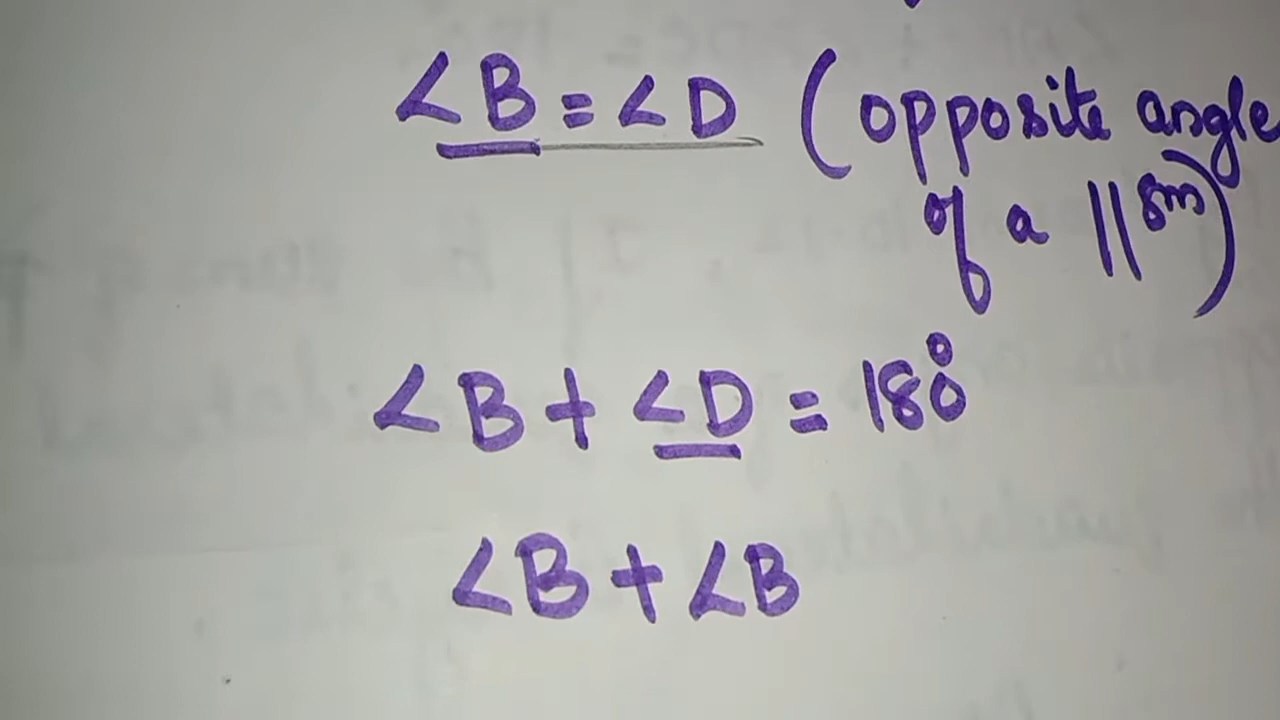 ∠B = ∠D (opposite angle
of a ||gm)
∠B + ∠D = 180°
∠B + ∠B